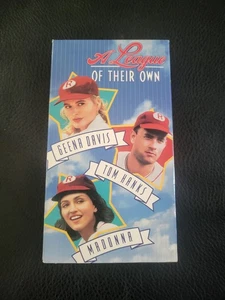 A League
OF THEIR OWN
GEENA DAVIS
TOM HANKS
MADONNA
R
R
R